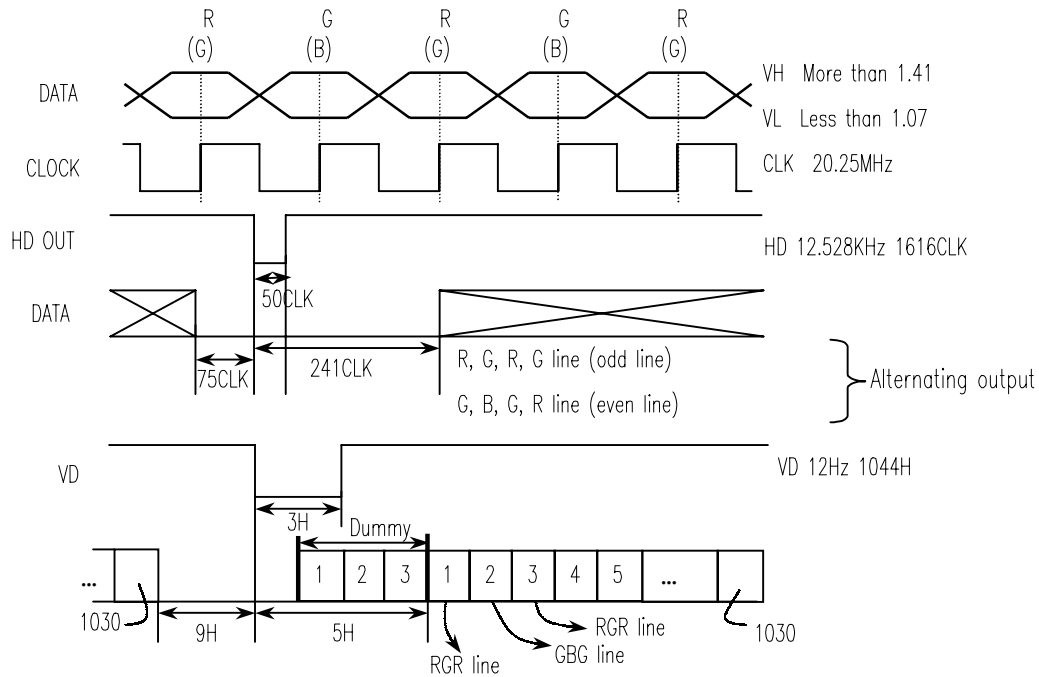 R G R G R
(G) (B) (G) (B) (G)
DATA
VH More than 1.41
VL Less than 1.07
CLOCK
CLK 20.25MHz
HD OUT
HD 12.528KHz 1616CLK
50CLK
DATA
75CLK
241CLK
R, G, R, G line (odd line)
G, B, G, R line (even line)
Alternating output
VD
VD 12Hz 1044H
3H
Dummy
... 1 2 3 1 2 3 4 5 ...
1030
9H
5H
RGR line
GBG line
RGR line
1030